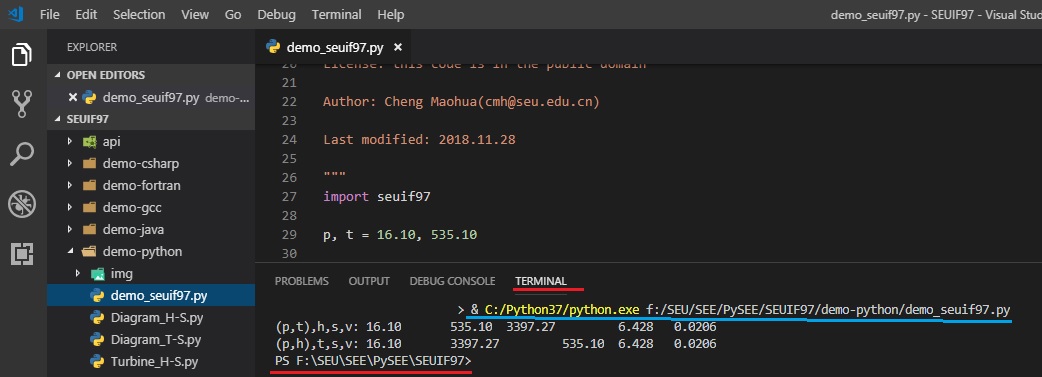 File Edit Selection View Go Debug Terminal Help demo_seuif97.py - SEUIF97 - Visual Stud
EXPLORER
OPEN EDITORS
demo_seuif97.py demo-...
SEUIF97
api
demo-csharp
demo-fortran
demo-gcc
demo-java
demo-python
img
demo_seuif97.py
Diagram_H-S.py
Diagram_T-S.py
Turbine_H-S.py
demo_seuif97.py
20 License: this code is in the public domain
21
22 Author: Cheng Maohua(cmh@seu.edu.cn)
23
24 Last modified: 2018.11.28
25
26 """
27 import seuif97
28
29 p, t = 16.10, 535.10
30
PROBLEMS OUTPUT DEBUG CONSOLE TERMINAL
> & C:/Python37/python.exe f:/SEU/SEE/PySEE/SEUIF97/demo-python/demo_seuif97.py
(p,t),h,s,v: 16.10 535.10 3397.27 6.428 0.0206
(p,h),t,s,v: 16.10 3397.27 535.10 6.428 0.0206
PS F:\SEU\SEE\PySEE\SEUIF97>